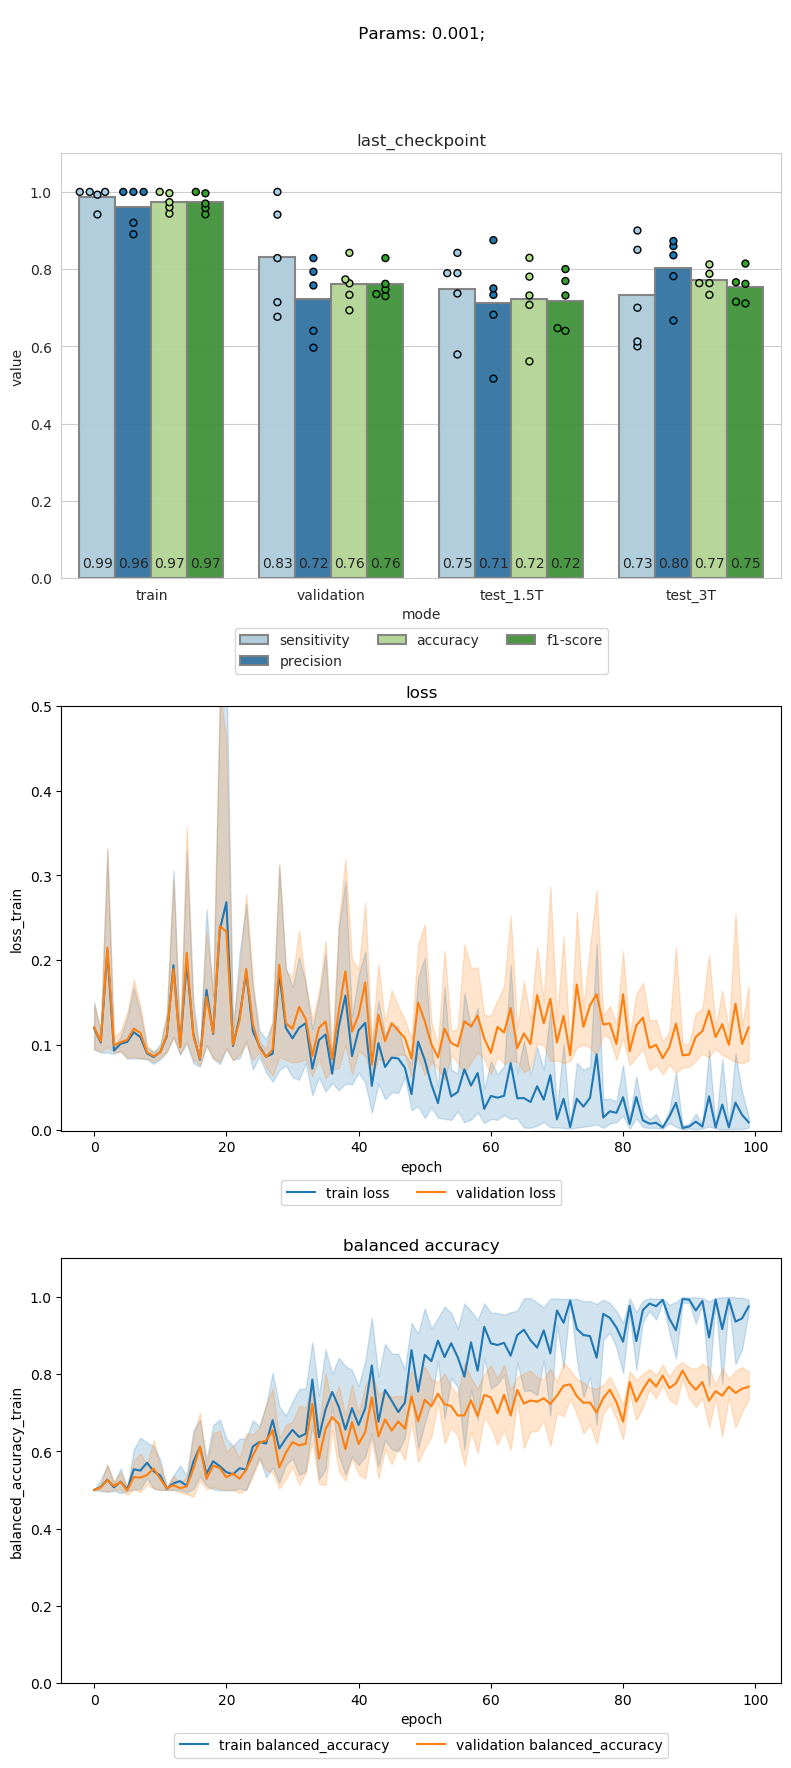 Params: 0.001;
last_checkpoint
value
1.0
0.8
0.6
0.4
0.2
0.0
0.99 0.96 0.97 0.97 0.83 0.72 0.76 0.76 0.75 0.71 0.72 0.72 0.73 0.80 0.77 0.75
train validation test_1.5T test_3T
mode
sensitivity accuracy f1-score
precision
loss
loss_train
0.5
0.4
0.3
0.2
0.1
0.0
0 20 40 60 80 100
epoch
train loss validation loss
balanced accuracy
balanced_accuracy_train
1.0
0.8
0.6
0.4
0.2
0.0
0 20 40 60 80 100
epoch
train balanced_accuracy validation balanced_accuracy